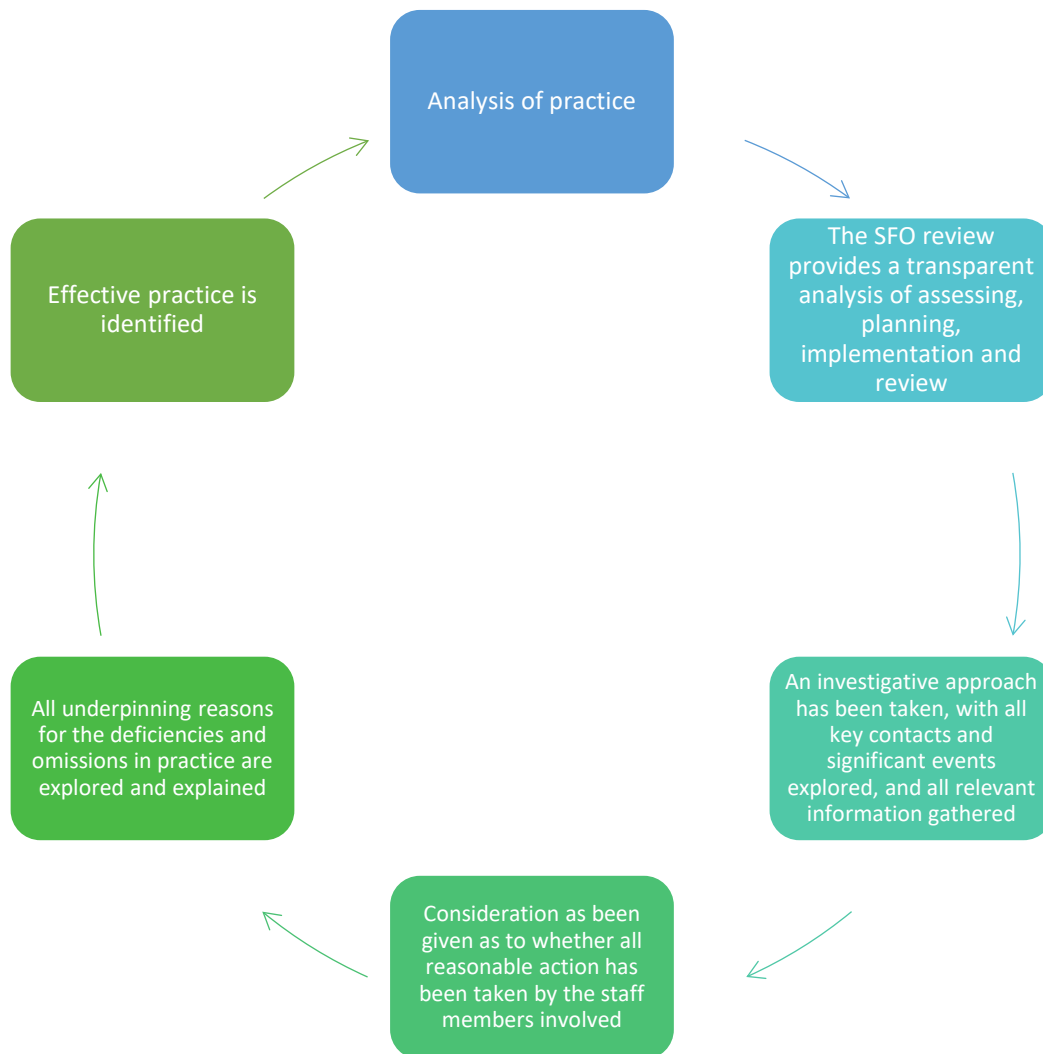 Analysis of practice
The SFO review
provides a transparent
analysis of assessing,
planning,
implementation and
review
An investigative approach
has been taken, with all
key contacts and
significant events
explored, and all relevant
information gathered
Consideration as been
given as to whether all
reasonable action has
been taken by the staff
members involved
All underpinning reasons
for the deficiencies and
omissions in practice are
explored and explained
Effective practice is
identified